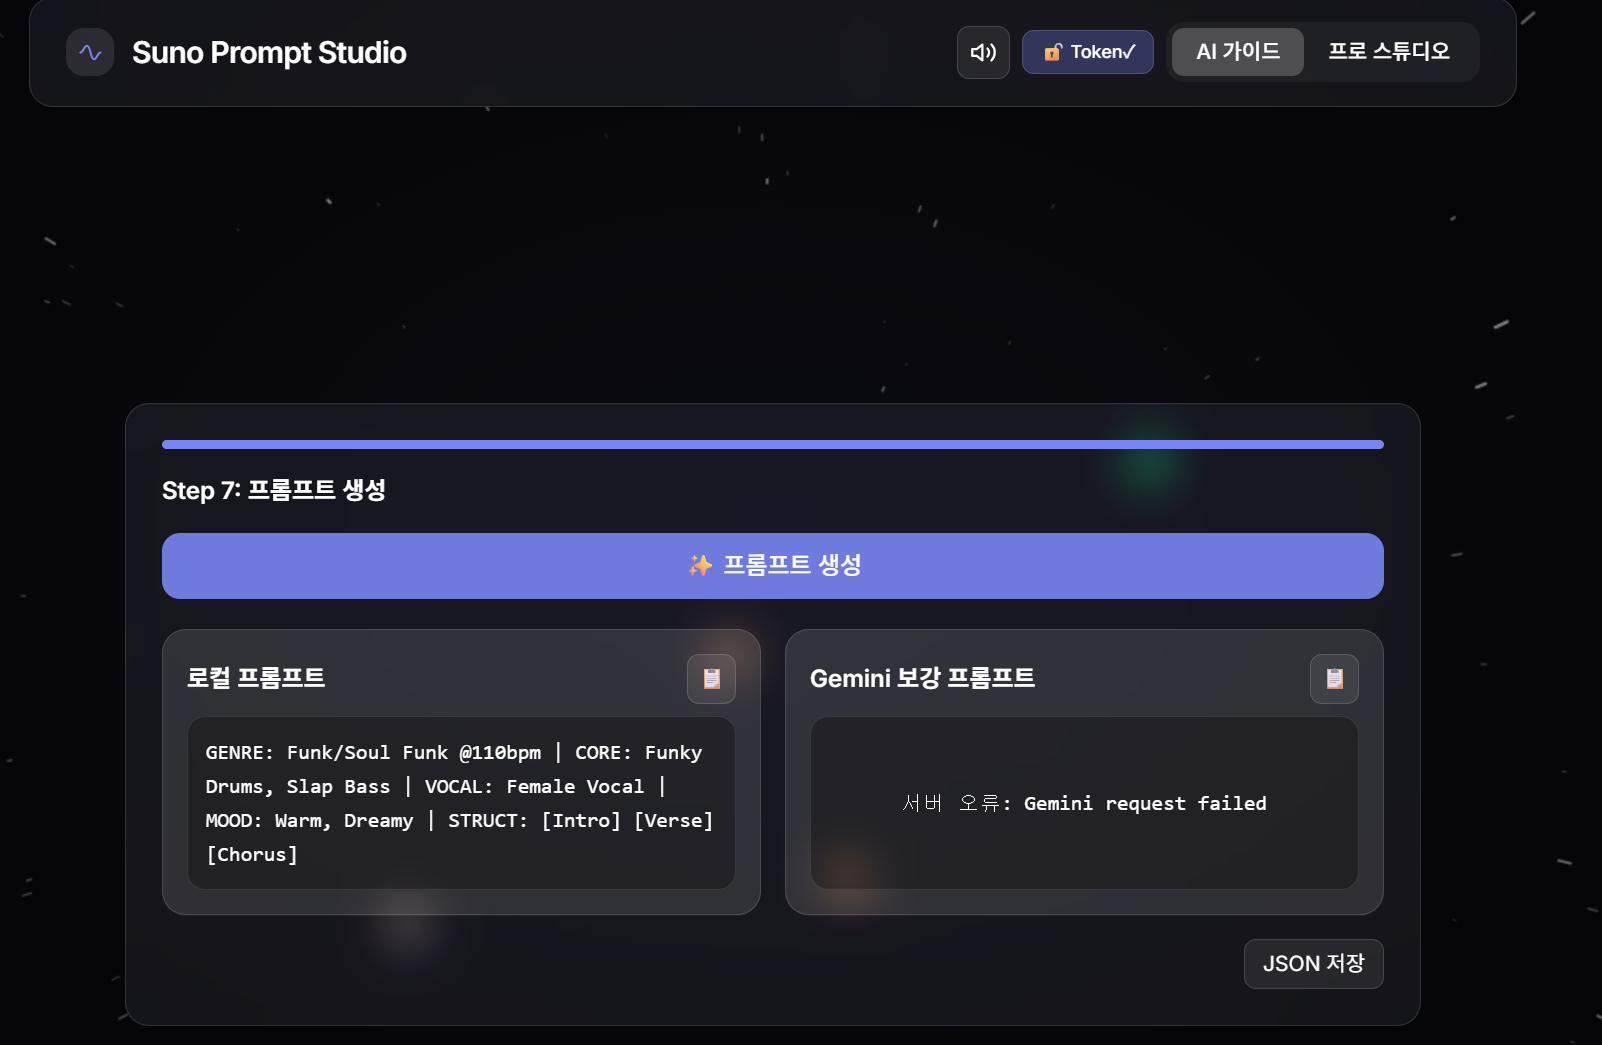 Suno Prompt Studio
Token✓
AI 가이드
프로 스튜디오
Step 7: 프롬프트 생성
✨ 프롬프트 생성
로컬 프롬프트
GENRE: Funk/Soul Funk @110bpm | CORE: Funky
Drums, Slap Bass | VOCAL: Female Vocal |
MOOD: Warm, Dreamy | STRUCT: [Intro] [Verse]
[Chorus]
Gemini 보강 프롬프트
서버 오류: Gemini request failed
JSON 저장